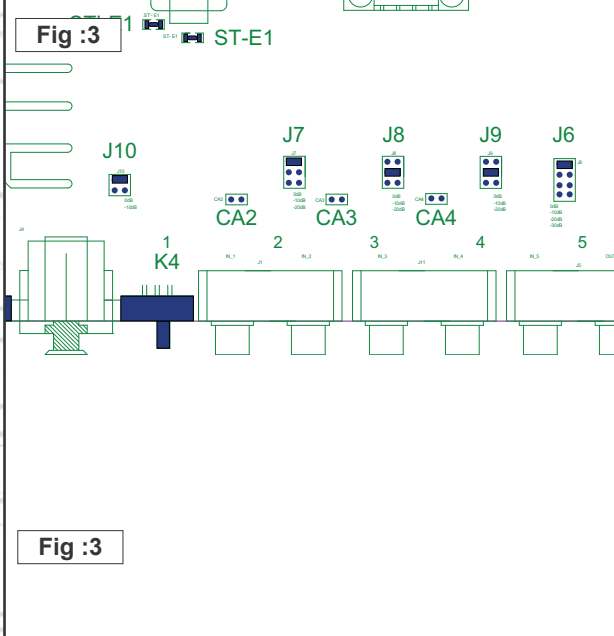 ST-E1
ST-E1
Fig :3
ST-E1
ST-E1
J7
J8
J9
J6
J10
J7
J8
J9
J6
J10
0dB
-10dB
0dB
-10dB
-20dB
0dB
-10dB
-20dB
0dB
-10dB
-20dB
0dB
-10dB
-20dB
-30dB
CA2
CA3
CA4
CA2
CA3
CA4
J4
1
2
3
4
5
K4
IN_1
J1
IN_2
IN_3
J11
IN_4
IN_5
J5
OUT
Fig :3